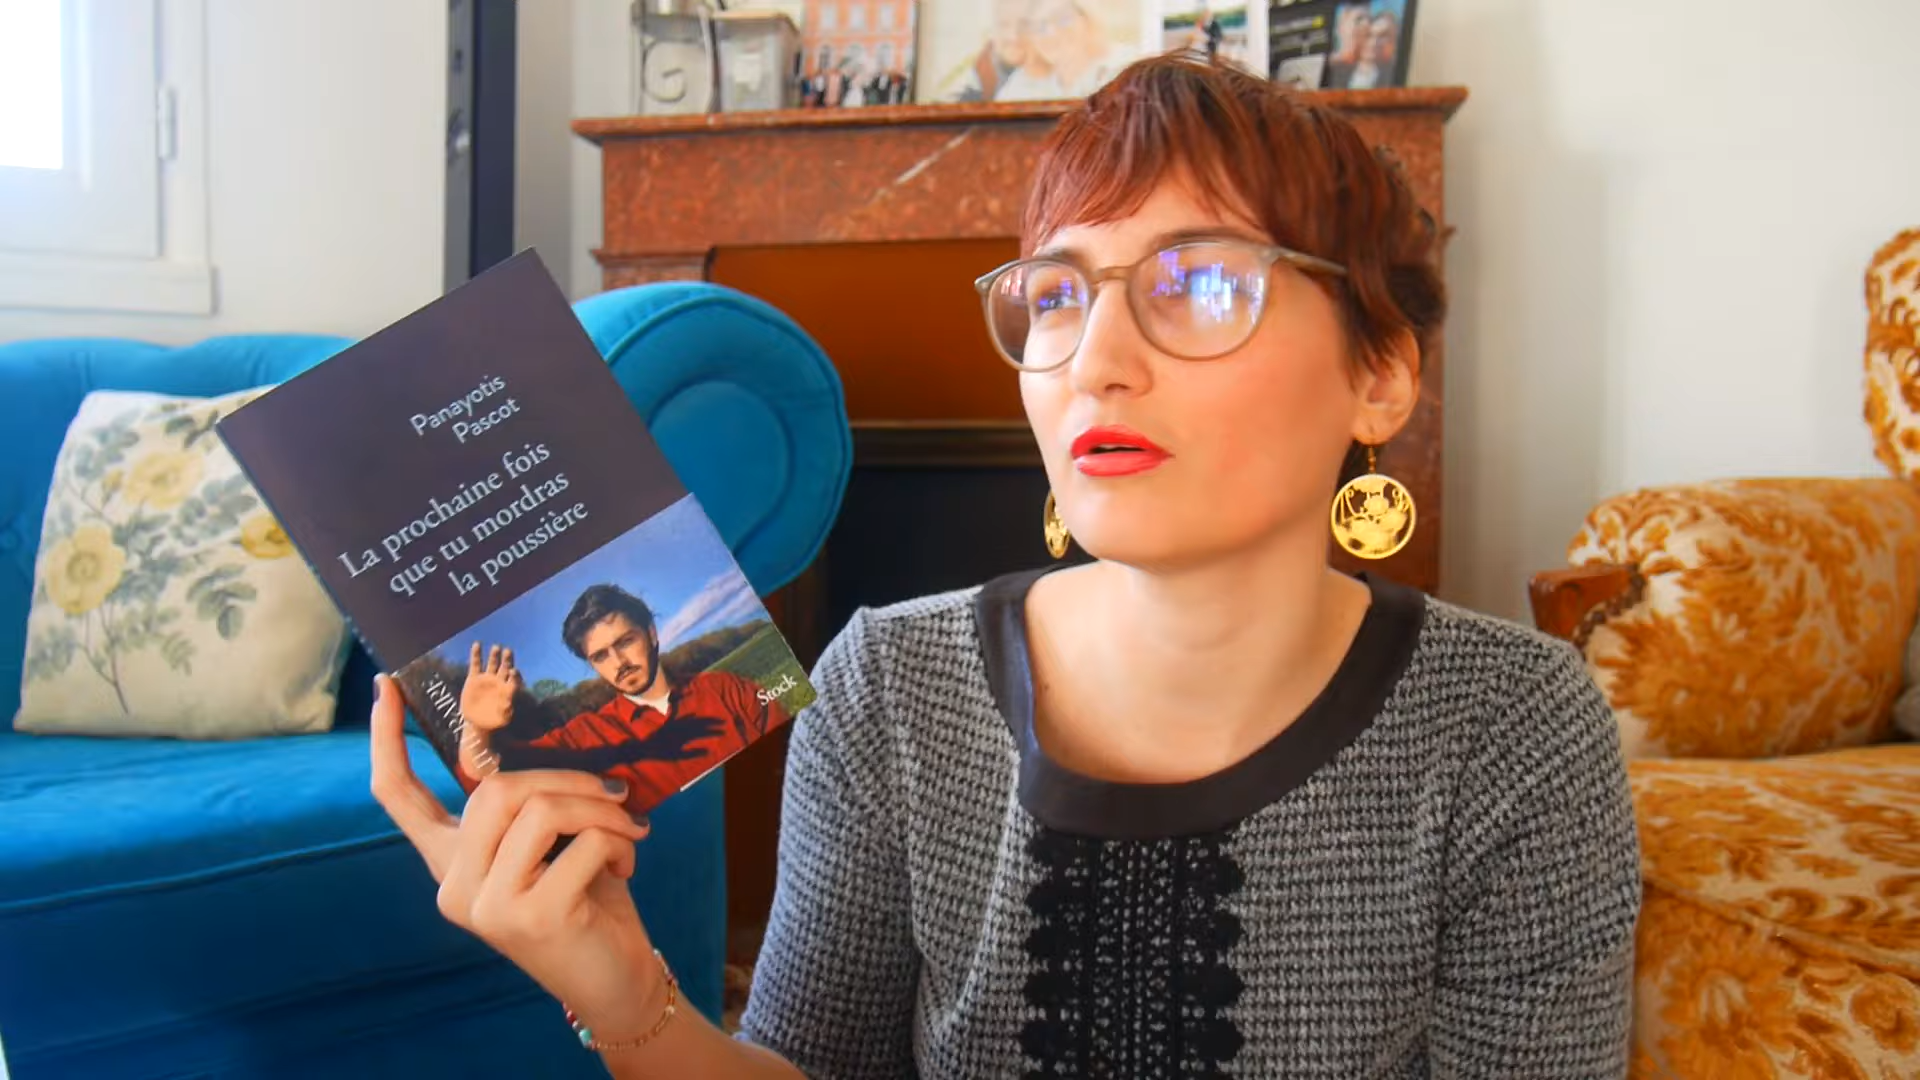 Panayotis
Pascot
La prochaine fois
que tu mordras
la poussière
Stock